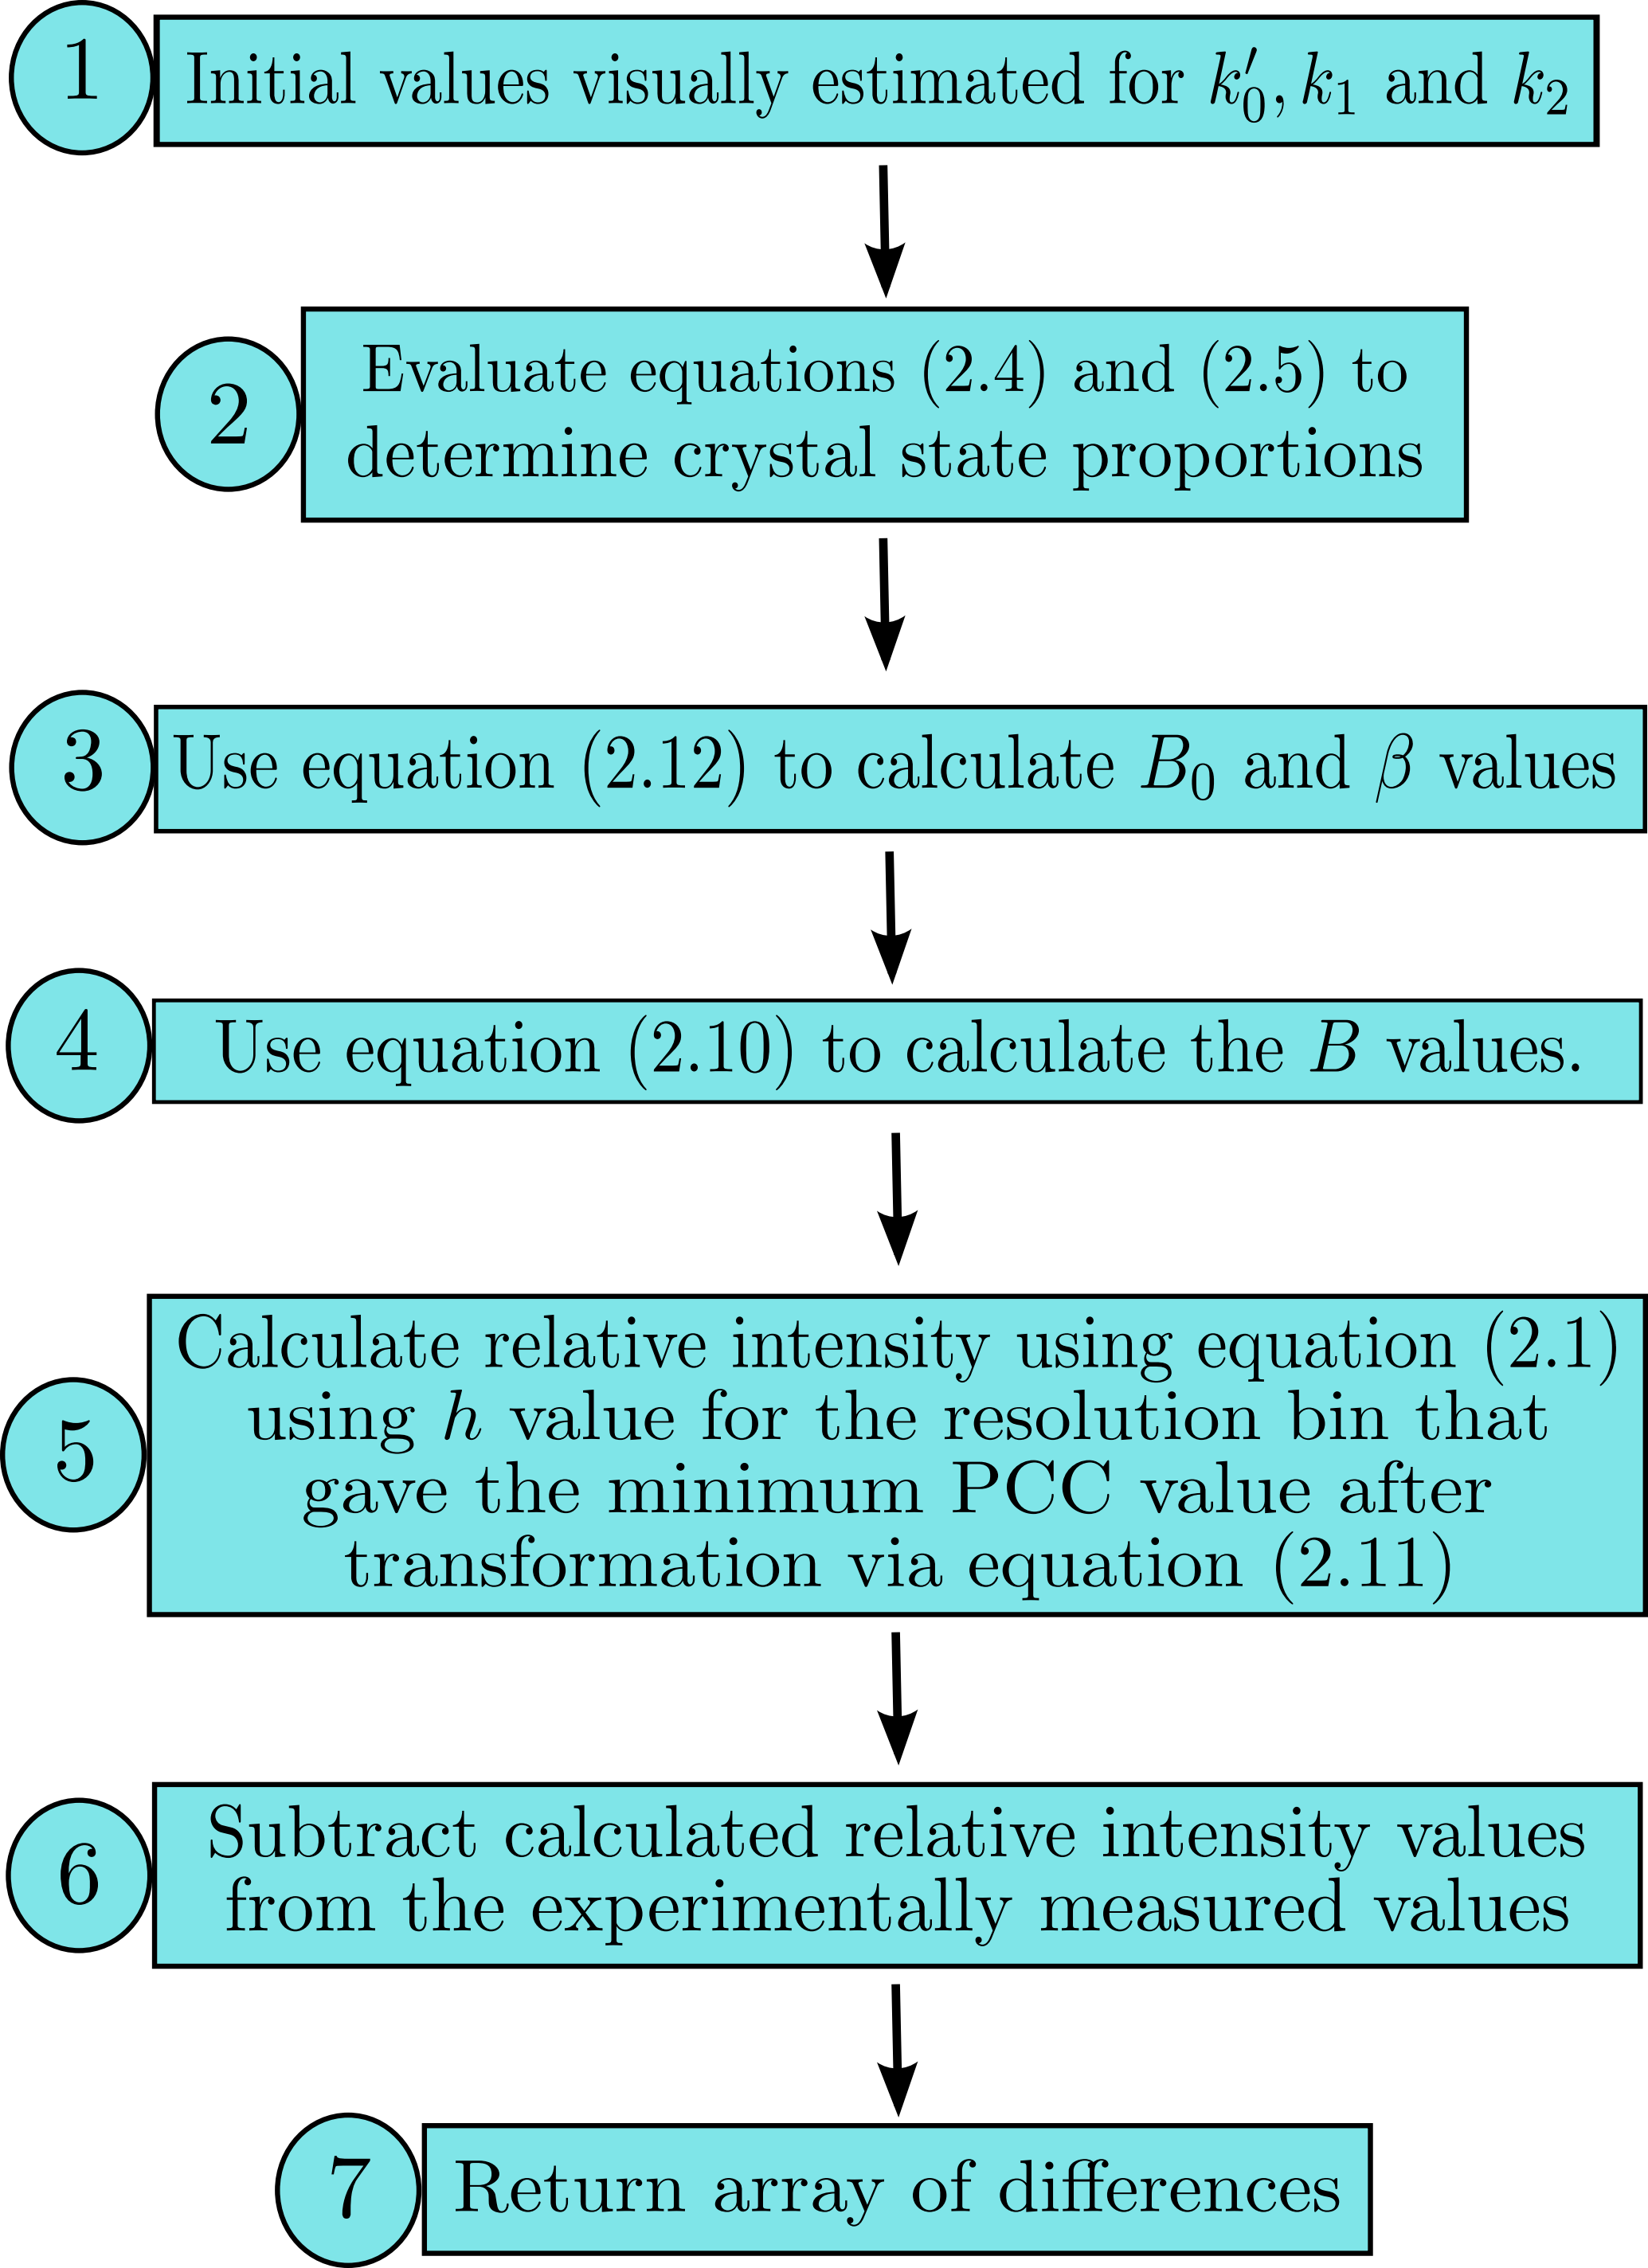 1
Initial values visually estimated for k′₀, k₁ and k₂
2
Evaluate equations (2.4) and (2.5) to
determine crystal state proportions
3
Use equation (2.12) to calculate B₀ and β values
4
Use equation (2.10) to calculate the B values.
5
Calculate relative intensity using equation (2.1)
using h value for the resolution bin that
gave the minimum PCC value after
transformation via equation (2.11)
6
Subtract calculated relative intensity values
from the experimentally measured values
7
Return array of differences